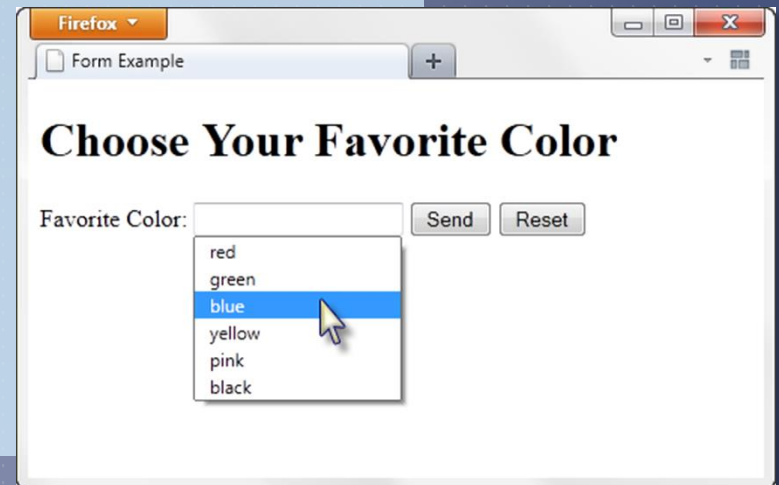 Firefox
Form Example
Choose Your Favorite Color
Favorite Color: Send Reset
red
green
blue
yellow
pink
black